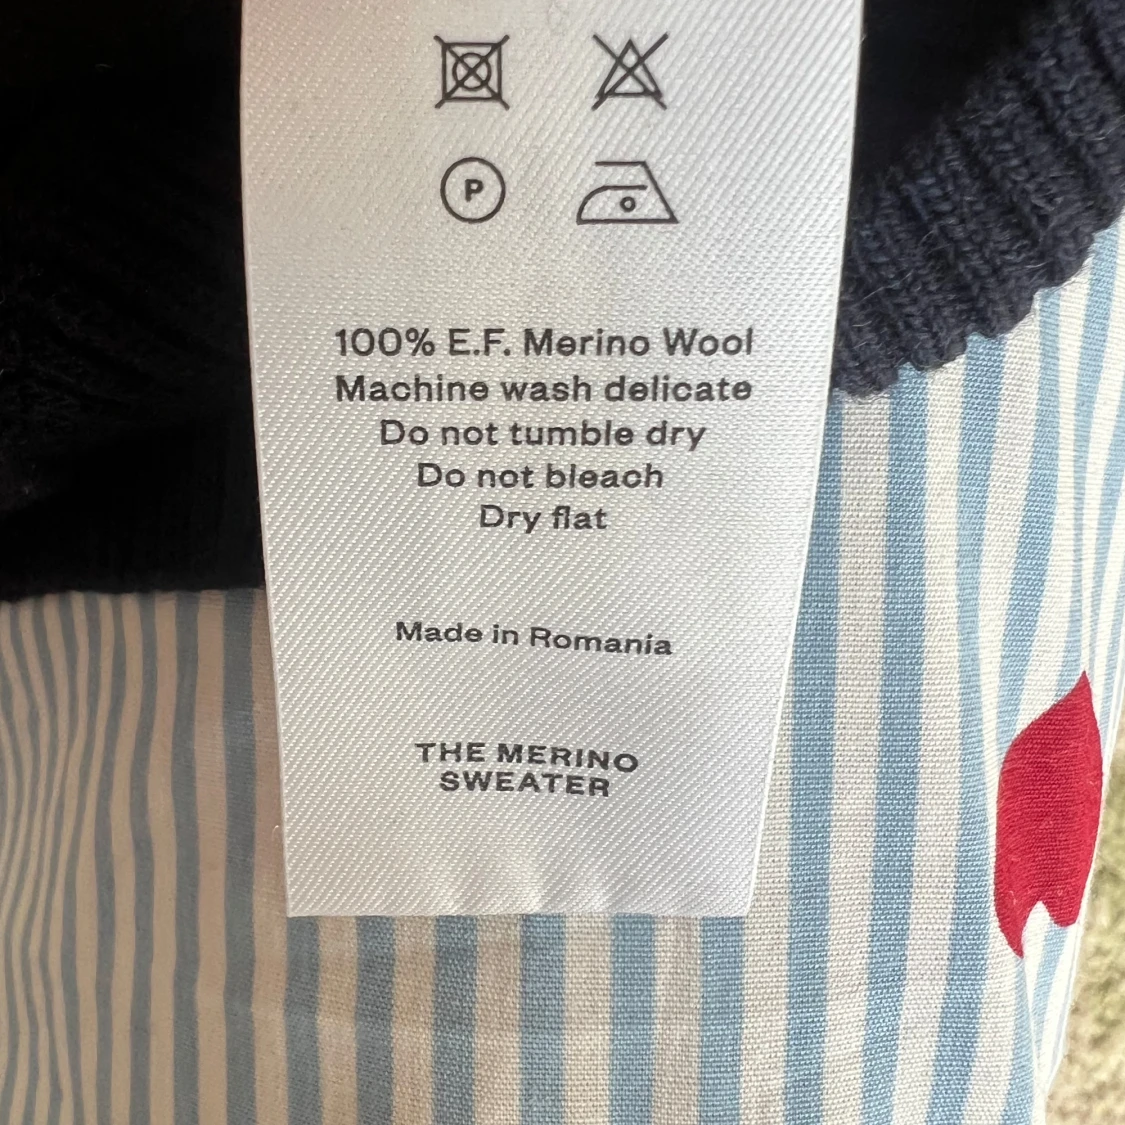 P
100% E.F. Merino Wool
Machine wash delicate
Do not tumble dry
Do not bleach
Dry flat
Made in Romania
THE MERINO
SWEATER